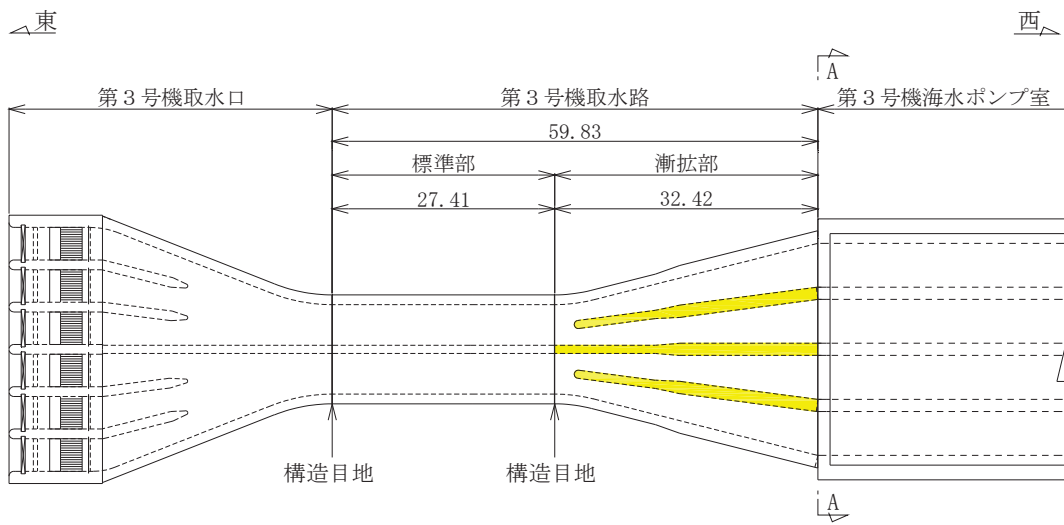 東
西
A
第3号機取水口
第3号機取水路
第3号機海水ポンプ室
59.83
標準部
漸拡部
27.41
32.42
構造目地
構造目地
A